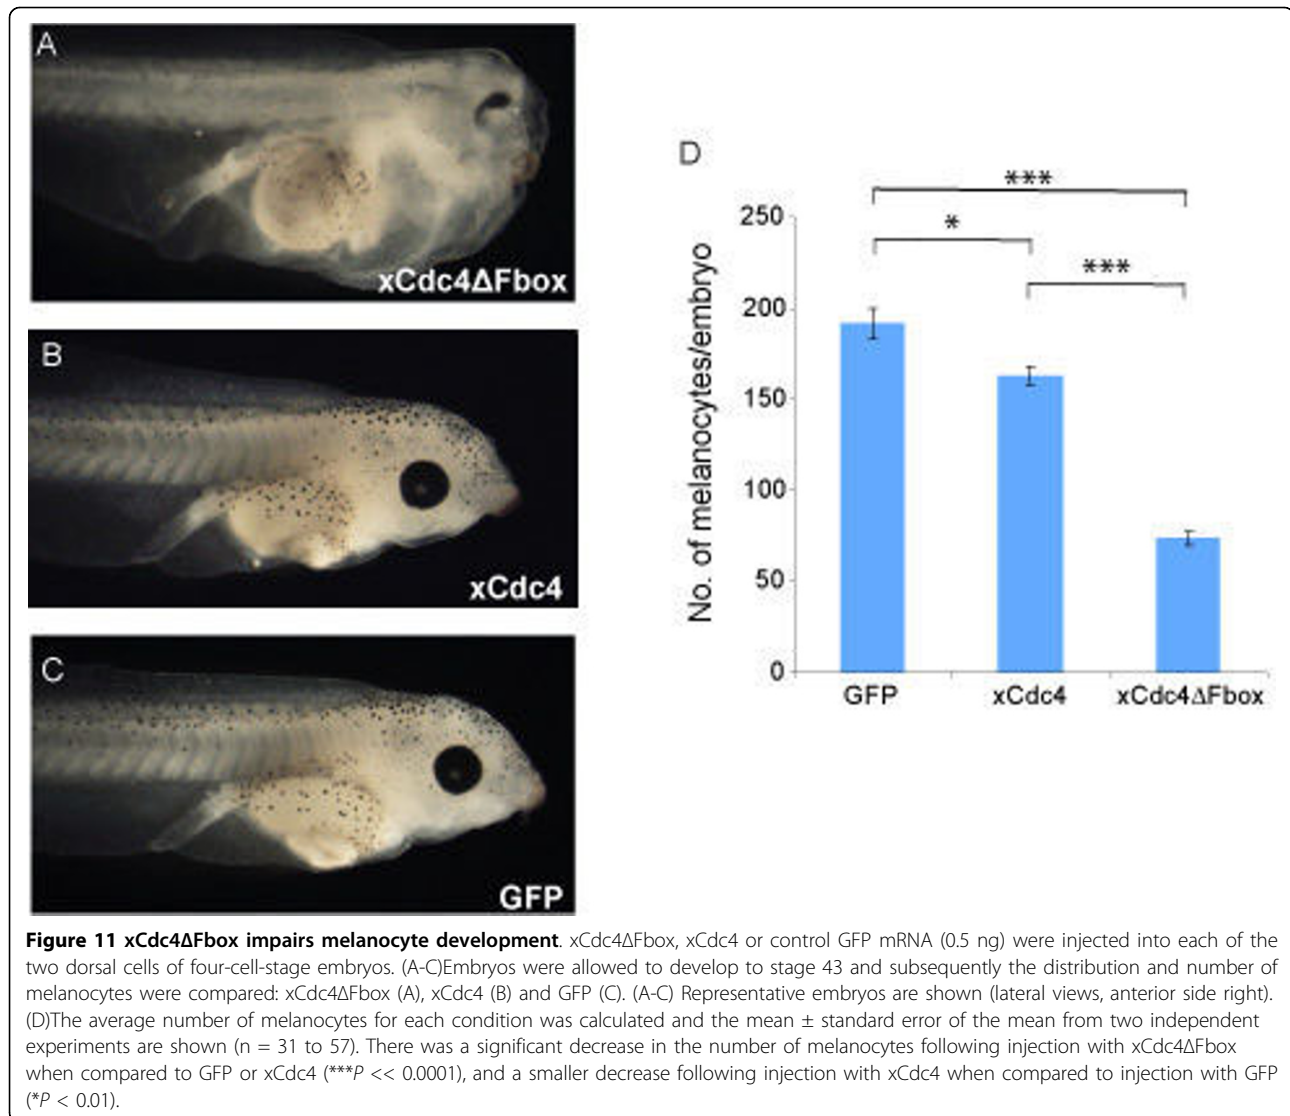 A
xCdc4ΔFbox
B
xCdc4
C
GFP
D
***
*
***
250
200
150
100
50
0
No. of melanocytes/embryo
GFP xCdc4 xCdc4ΔFbox
Figure 11 xCdc4ΔFbox impairs melanocyte development. xCdc4ΔFbox, xCdc4 or control GFP mRNA (0.5 ng) were injected into each of the
two dorsal cells of four-cell-stage embryos. (A-C)Embryos were allowed to develop to stage 43 and subsequently the distribution and number of
melanocytes were compared: xCdc4ΔFbox (A), xCdc4 (B) and GFP (C). (A-C) Representative embryos are shown (lateral views, anterior side right).
(D)The average number of melanocytes for each condition was calculated and the mean ± standard error of the mean from two independent
experiments are shown (n = 31 to 57). There was a significant decrease in the number of melanocytes following injection with xCdc4ΔFbox
when compared to GFP or xCdc4 (***P << 0.0001), and a smaller decrease following injection with xCdc4 when compared to injection with GFP
(*P < 0.01).